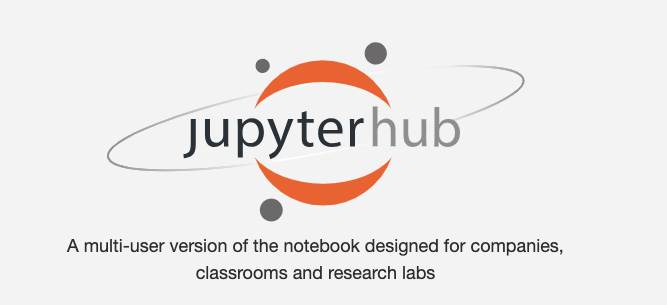 jupyterhub
A multi-user version of the notebook designed for companies,
classrooms and research labs